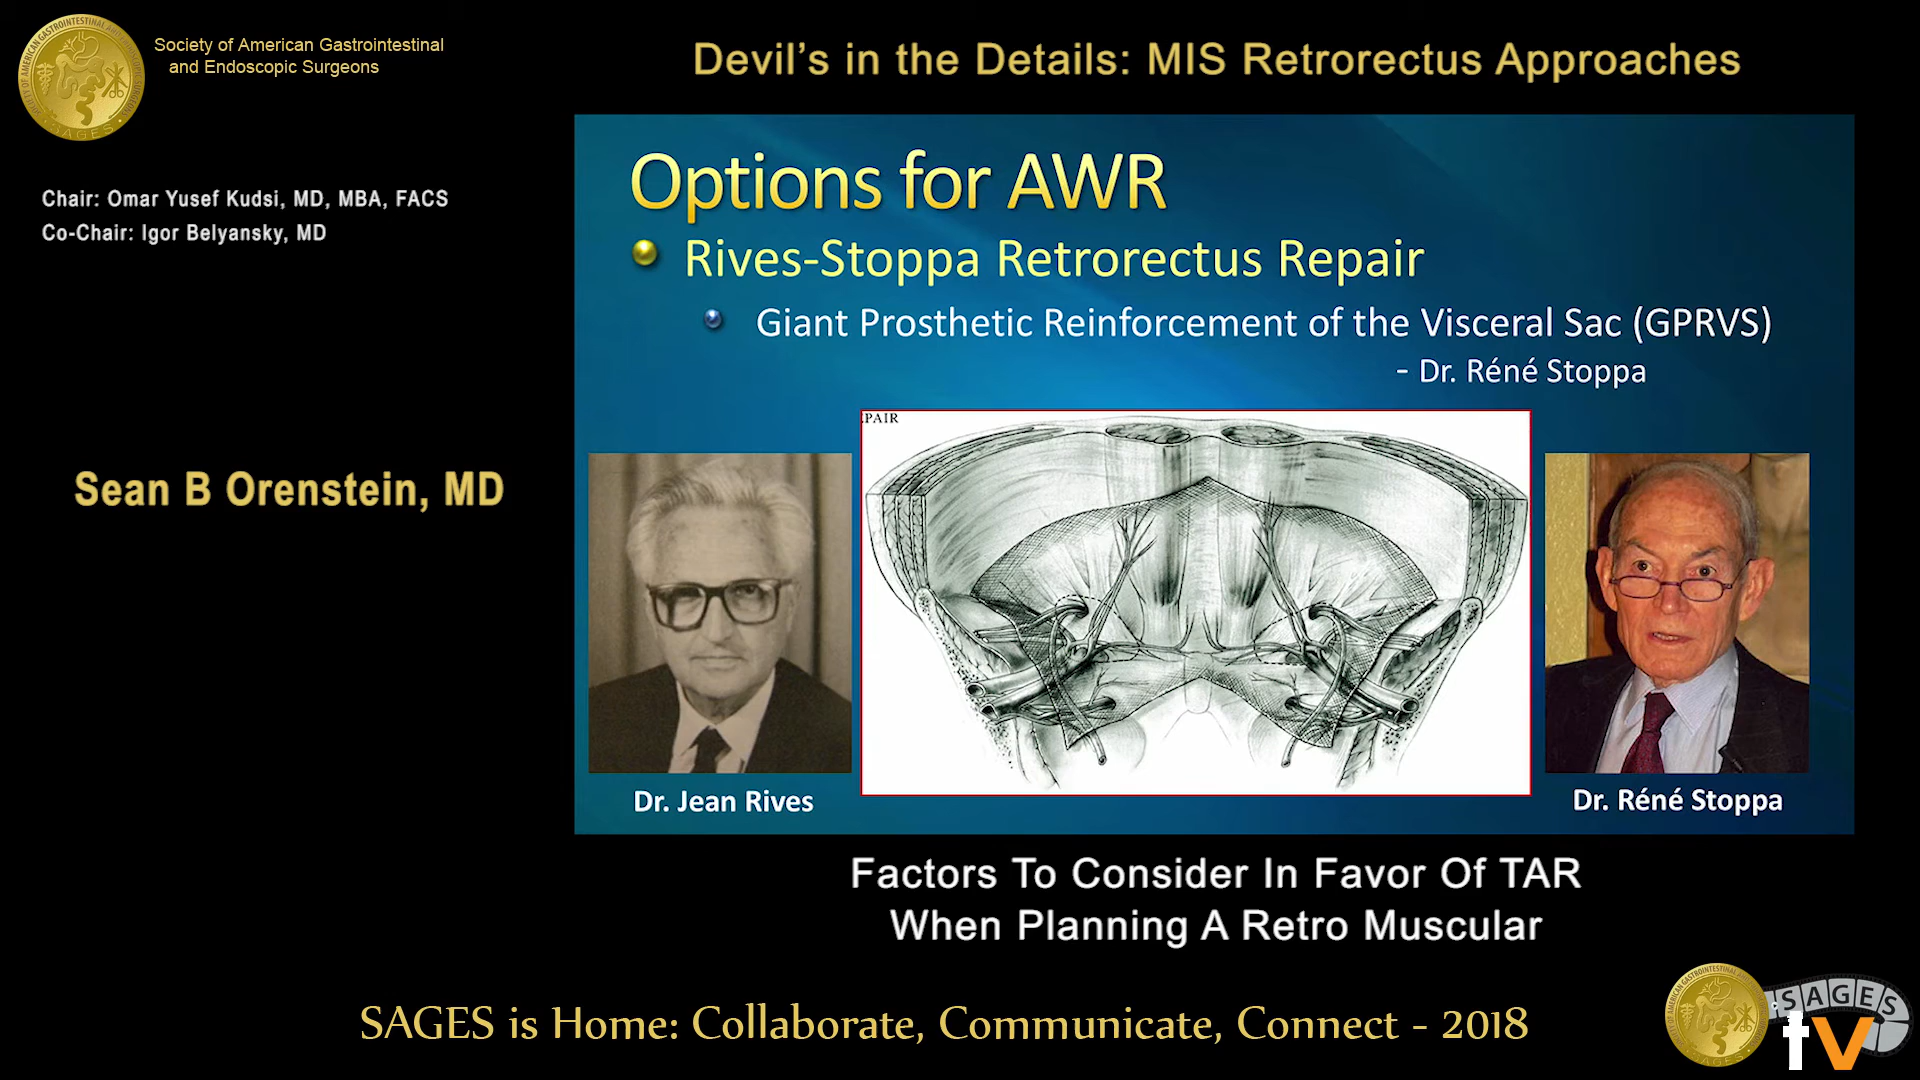 Society of American Gastrointestinal
and Endoscopic Surgeons
Devil's in the Details: MIS Retrorectus Approaches
Chair: Omar Yusef Kudsi, MD, MBA, FACS
Co-Chair: Igor Belyansky, MD
Sean B Orenstein, MD
Options for AWR
Rives-Stoppa Retrorectus Repair
Giant Prosthetic Reinforcement of the Visceral Sac (GPRVS)
- Dr. Réné Stoppa
PAIR
Dr. Jean Rives
Dr. Réné Stoppa
Factors To Consider In Favor Of TAR
When Planning A Retro Muscular
SAGES is Home: Collaborate, Communicate, Connect - 2018
SAGES
tv